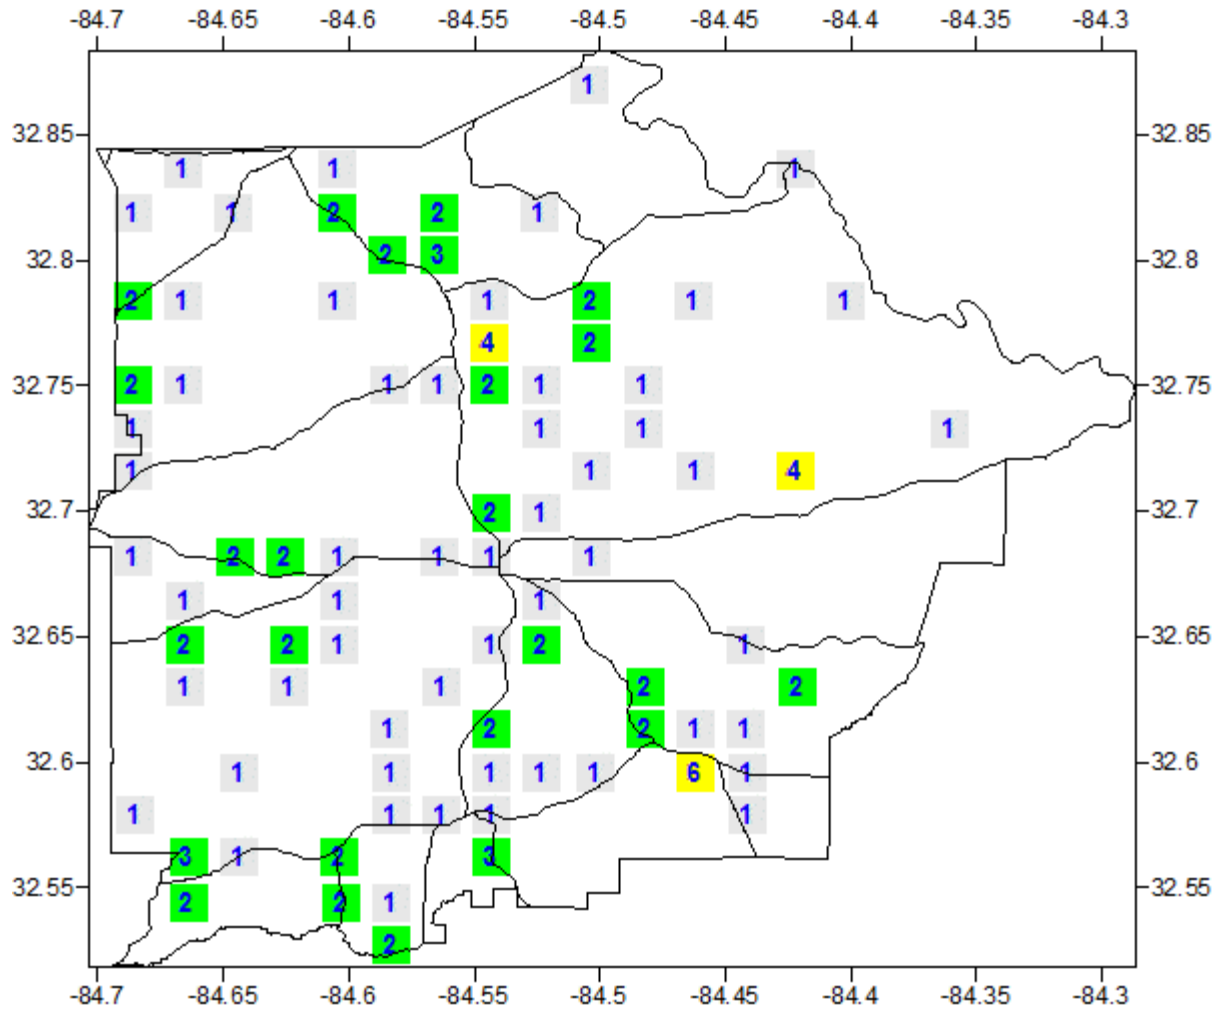 -84.7 -84.65 -84.6 -84.55 -84.5 -84.45 -84.4 -84.35 -84.3
1
32.85 32.85
1 1 1
1 1 2 2 1
32.8 2 3 32.8
2 1 1 1 2 1 1
4 2
32.75 2 1 1 1 2 1 1 32.75
1 1 1 1
1 1 1 4
32.7 2 1 32.7
1 2 2 1 1 1 1
1 1 1
32.65 2 2 1 1 2 1 32.65
1 1 1 2 2
1 2 2 1 1
32.6 1 1 1 1 1 6 1 32.6
1 1 1 1 1
3 1 2 3
32.55 2 2 1 32.55
2
-84.7 -84.65 -84.6 -84.55 -84.5 -84.45 -84.4 -84.35 -84.3